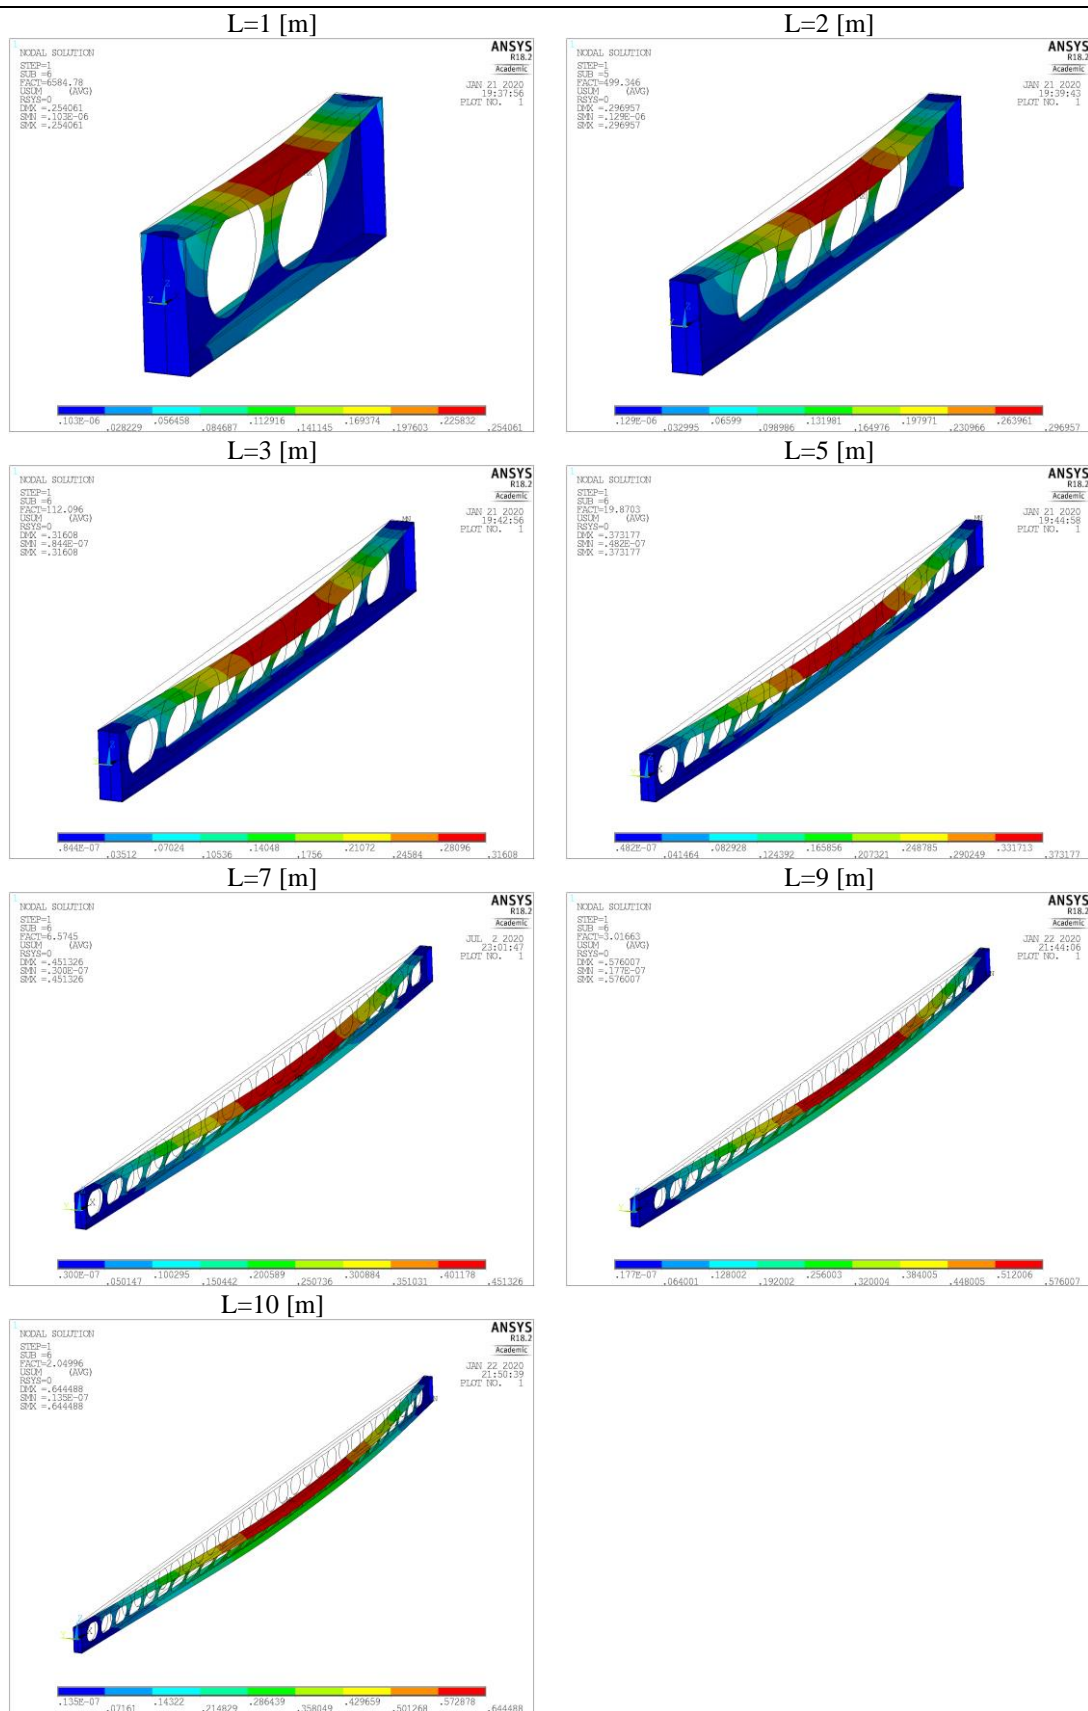 L=1 [m]
1
NODAL SOLUTION
STEP=1
SUB =6
FACT=6584.78
USUM (AVG)
RSYS=0
DMX =.254061
SMN =.103E-06
SMX =.254061
ANSYS
R18.2
Academic
JAN 21 2020
19:37:56
PLOT NO. 1
Y Z
.103E-06 .056458 .112916 .169374 .225832
.028229 .084687 .141145 .197603 .254061
L=2 [m]
NODAL SOLUTION
STEP=1
SUB =5
FACT=499.346
USUM (AVG)
RSYS=0
DMX =.296957
SMN =.129E-06
SMX =.296957
ANSYS
R18.2
Academic
JAN 21 2020
19:39:43
PLOT NO. 1
Z
.129E-06 .06599 .131981 .197971 .263961
.032995 .098986 .164976 .230966 .296957
L=3 [m]
1
NODAL SOLUTION
STEP=1
SUB =6
FACT=112.096
USUM (AVG)
RSYS=0
DMX =.31608
SMN =.844E-07
SMX =.31608
ANSYS
R18.2
Academic
JAN 21 2020
19:42:56
PLOT NO. 1
MN
Z
.844E-07 .07024 .14048 .21072 .28096
.03512 .10536 .1756 .24584 .31608
L=5 [m]
1
NODAL SOLUTION
STEP=1
SUB =6
FACT=19.8703
USUM (AVG)
RSYS=0
DMX =.373177
SMN =.482E-07
SMX =.373177
ANSYS
R18.2
Academic
JAN 21 2020
19:44:58
PLOT NO. 1
MN
Z
X
.482E-07 .082928 .165856 .248785 .331713
.041464 .124392 .207321 .290249 .373177
L=7 [m]
1
NODAL SOLUTION
STEP=1
SUB =6
FACT=6.5745
USUM (AVG)
RSYS=0
DMX =.451326
SMN =.300E-07
SMX =.451326
ANSYS
R18.2
Academic
JUL 2 2020
23:01:47
PLOT NO. 1
Y X
.300E-07 .100295 .200589 .300884 .401178
.050147 .150442 .250736 .351031 .451326
L=9 [m]
1
NODAL SOLUTION
STEP=1
SUB =6
FACT=3.01663
USUM (AVG)
RSYS=0
DMX =.576007
SMN =.177E-07
SMX =.576007
ANSYS
R18.2
Academic
JAN 22 2020
21:44:06
PLOT NO. 1
Z
.177E-07 .128002 .256003 .384005 .512006
.064001 .192002 .320004 .448005 .576007
L=10 [m]
1
NODAL SOLUTION
STEP=1
SUB =6
FACT=2.04996
USUM (AVG)
RSYS=0
DMX =.644488
SMN =.135E-07
SMX =.644488
ANSYS
R18.2
Academic
JAN 22 2020
21:50:39
PLOT NO. 1
Z
X
.135E-07 .14322 .286439 .429659 .572878
.07161 .214829 .358049 .501268 .644488